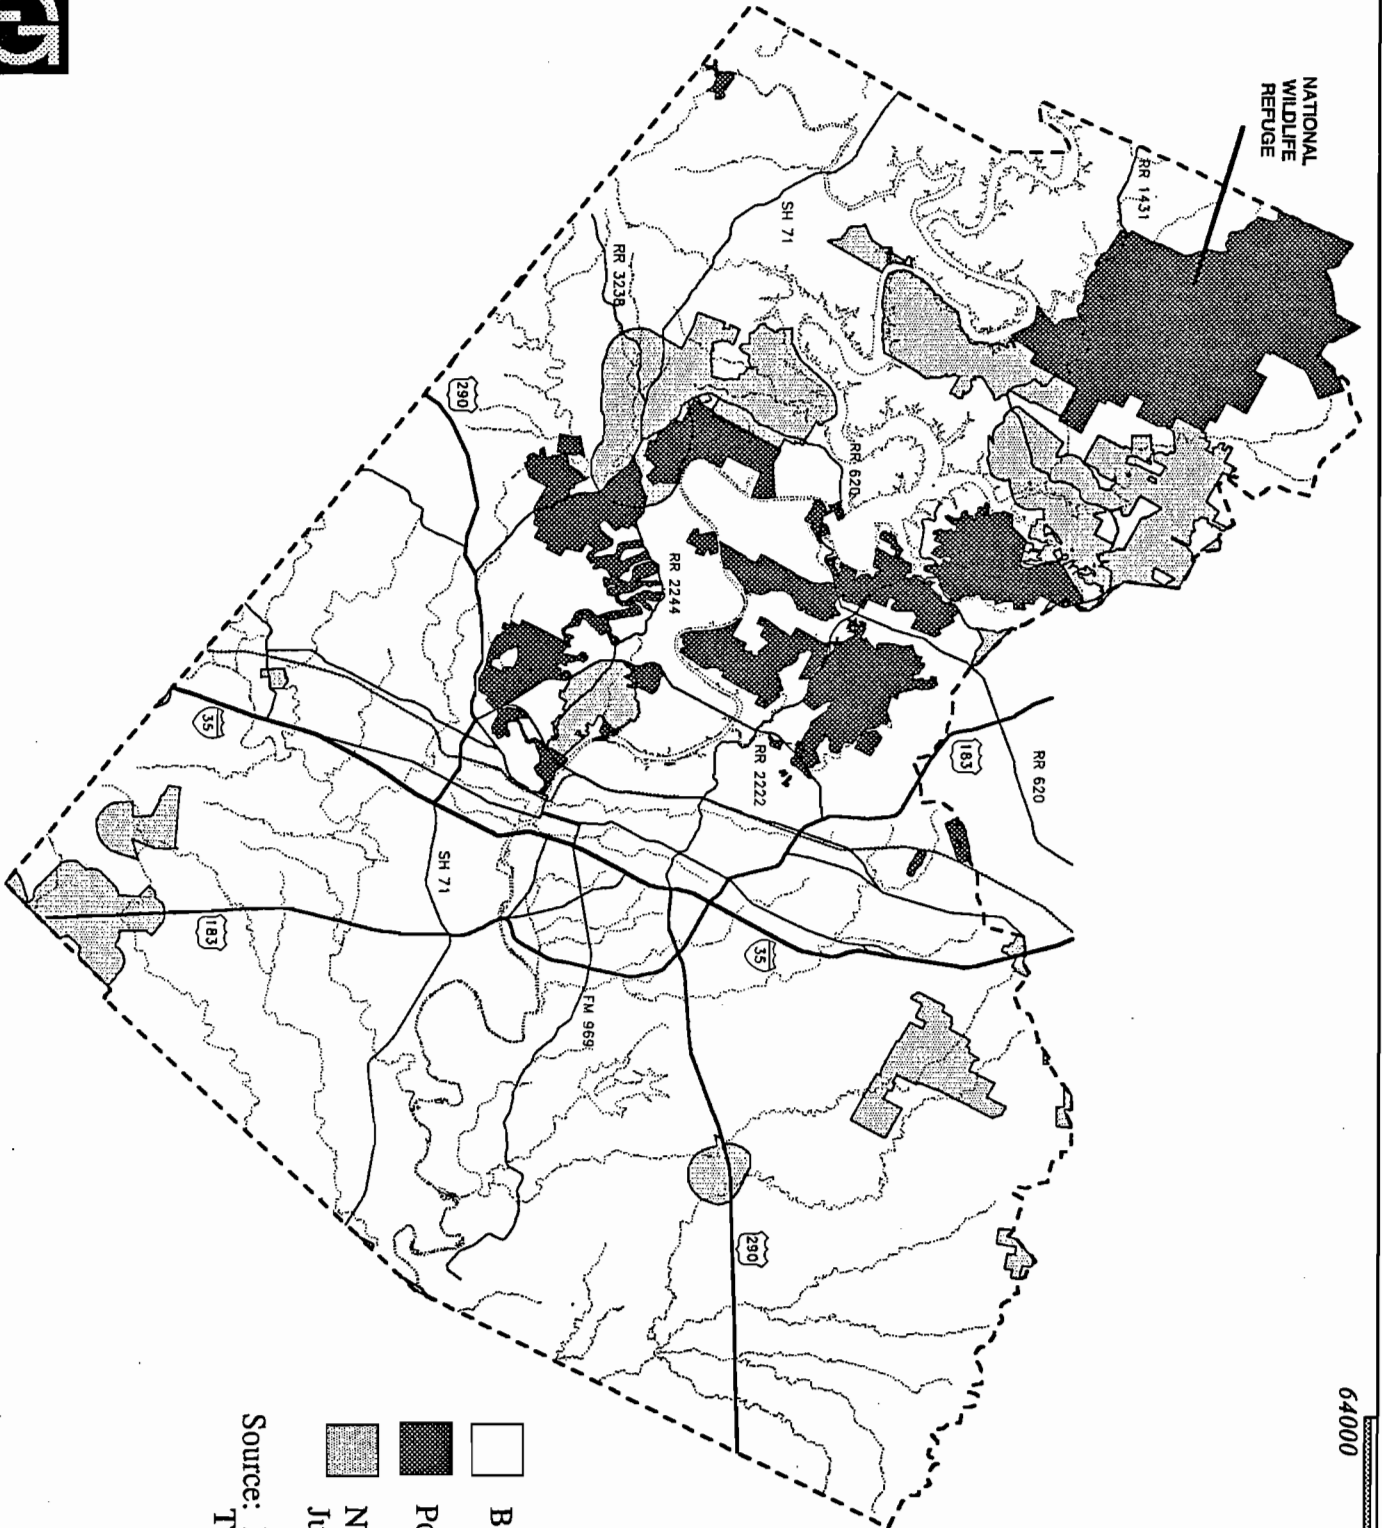 NATIONAL
WILDLIFE
REFUGE
RR 1431
SH 71
RR 3238
290
RR 620
RR 2244
RR 620
183
RR 2222
35
SH 71
183
35
FM 969
290
64000
B
Po
N
Ju
Source:
T